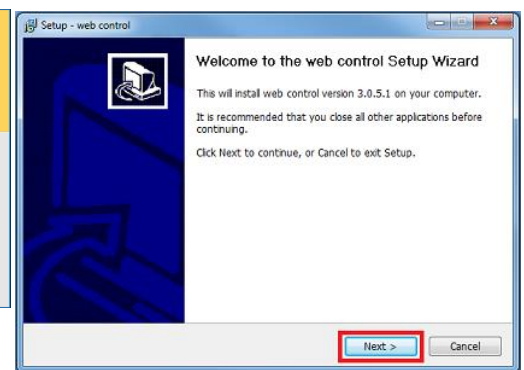 Setup - web control
Welcome to the web control Setup Wizard
This will install web control version 3.0.5.1 on your computer.
It is recommended that you close all other applications before
continuing.
Click Next to continue, or Cancel to exit Setup.
Next >
Cancel